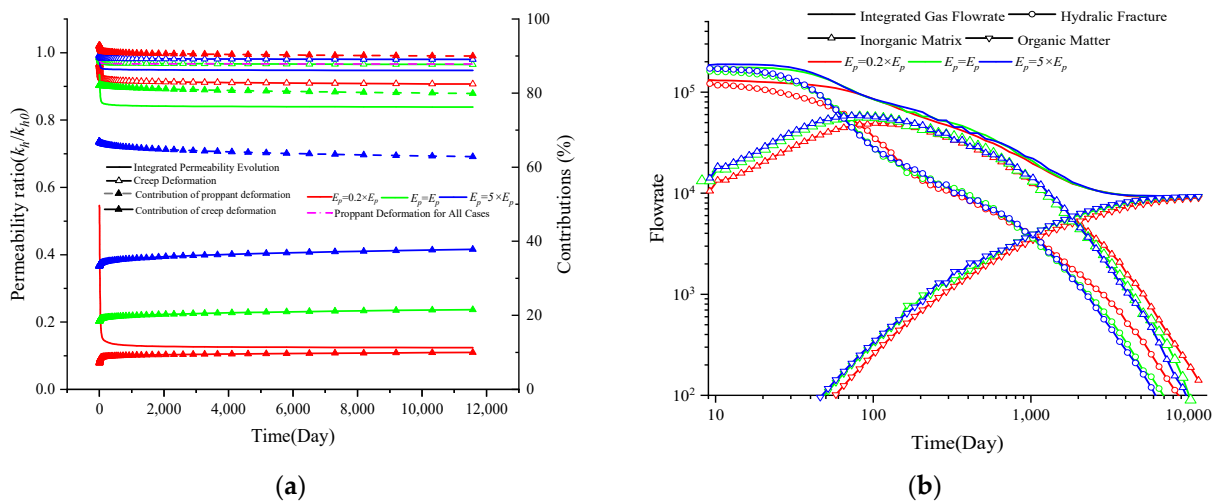 Permeability ratio(kh/kh0)
1.0
0.8
0.6
0.4
0.2
0.0
Integrated Permeability Evolution
Creep Deformation
Contribution of proppant deformation
Contribution of creep deformation
Ep=0.2×Ep Ep=Ep Ep=5×Ep
Proppant Deformation for All Cases
100
80
60
40
20
0
Contributions (%)
0 2,000 4,000 6,000 8,000 10,000 12,000
Time(Day)
(a)
Integrated Gas Flowrate Hydralic Fracture
Inorganic Matrix Organic Matter
Ep=0.2×Ep Ep=Ep Ep=5×Ep
Flowrate
10^5
10^4
10^3
10^2
10 100 1,000 10,000
Time(Day)
(b)